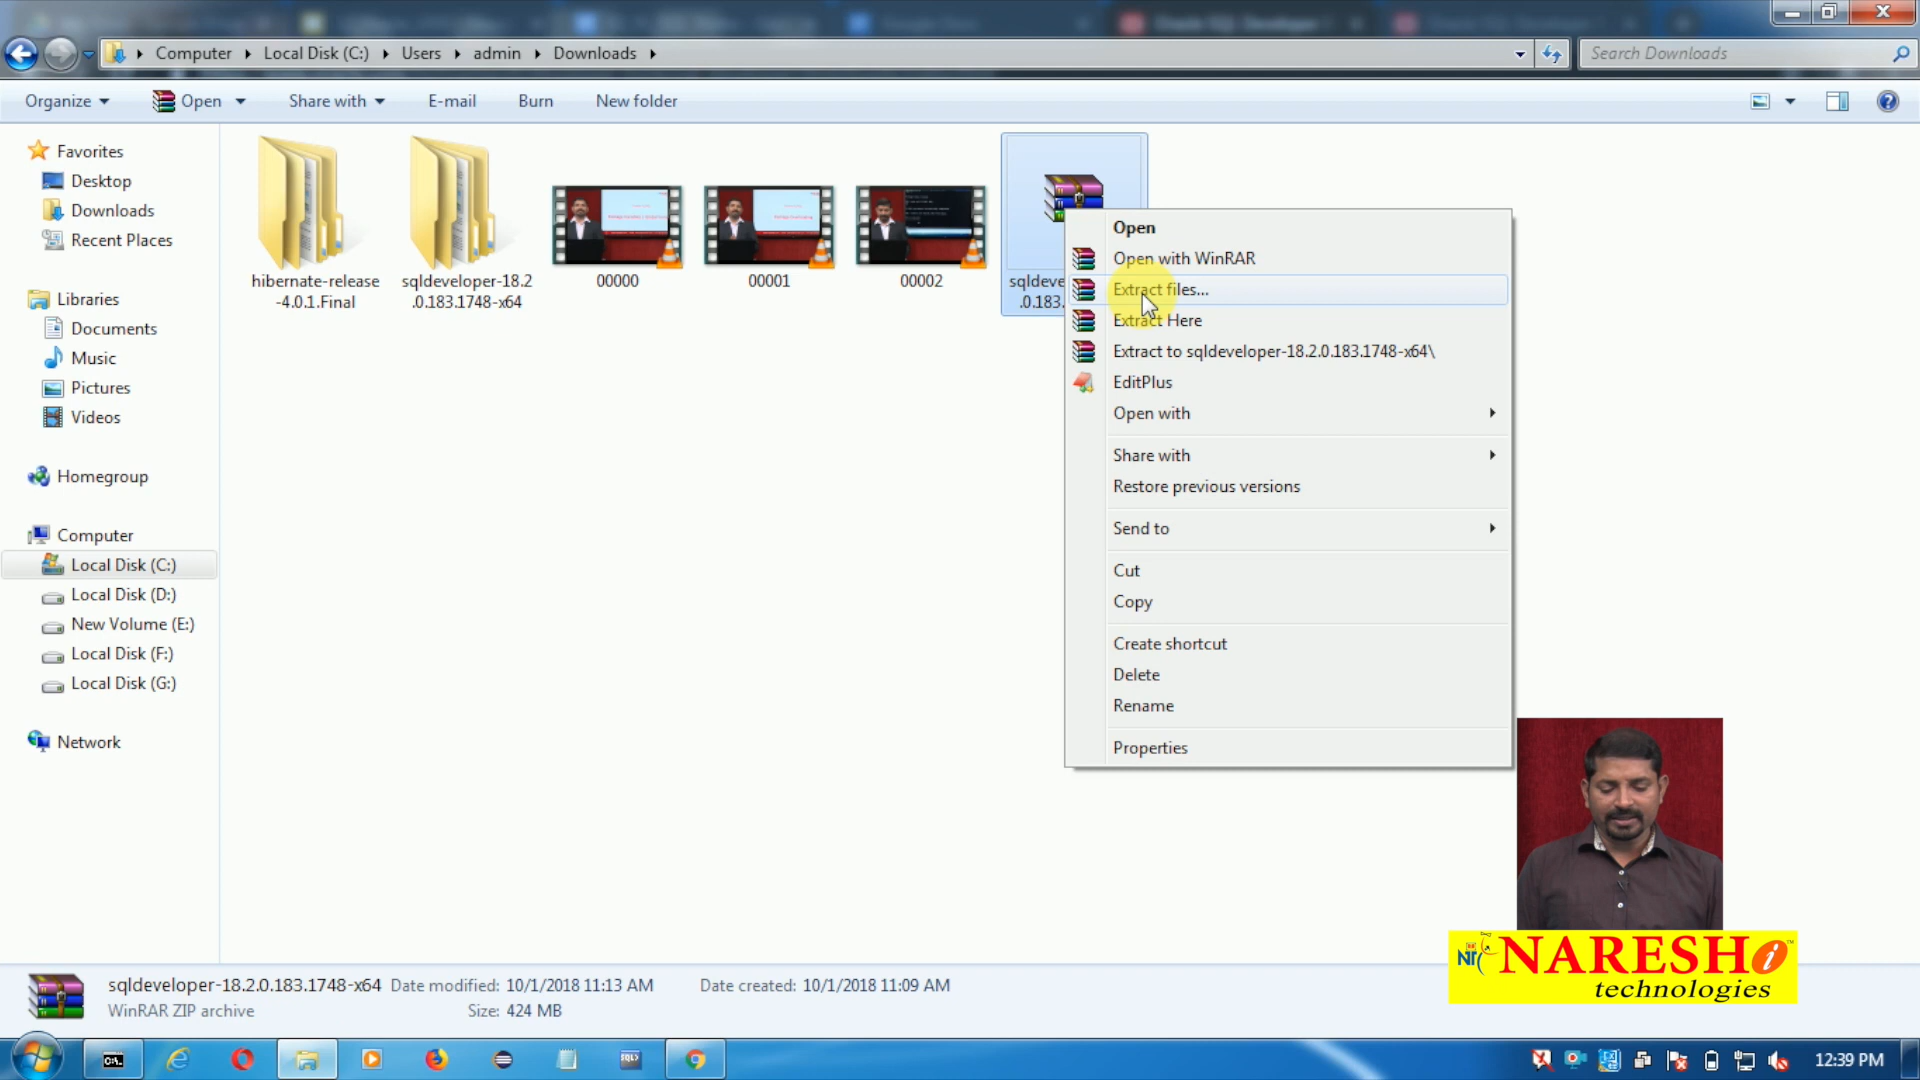 Computer
Local Disk (C:)
Users
admin
Downloads
Search Downloads
Organize
Open
Share with
E-mail
Burn
New folder
Favorites
Desktop
Downloads
Recent Places
Libraries
Documents
Music
Pictures
Videos
Homegroup
Computer
Local Disk (C:)
Local Disk (D:)
New Volume (E:)
Local Disk (F:)
Local Disk (G:)
Network
hibernate-release
-4.0.1.Final
sqldeveloper-18.2
.0.183.1748-x64
00000
00001
00002
sqldeve
.0.183.
Open
Open with WinRAR
Extract files...
Extract Here
Extract to sqldeveloper-18.2.0.183.1748-x64\
EditPlus
Open with
Share with
Restore previous versions
Send to
Cut
Copy
Create shortcut
Delete
Rename
Properties
NARESH i
technologies
sqldeveloper-18.2.0.183.1748-x64 Date modified: 10/1/2018 11:13 AM Date created: 10/1/2018 11:09 AM
WinRAR ZIP archive Size: 424 MB
12:39 PM